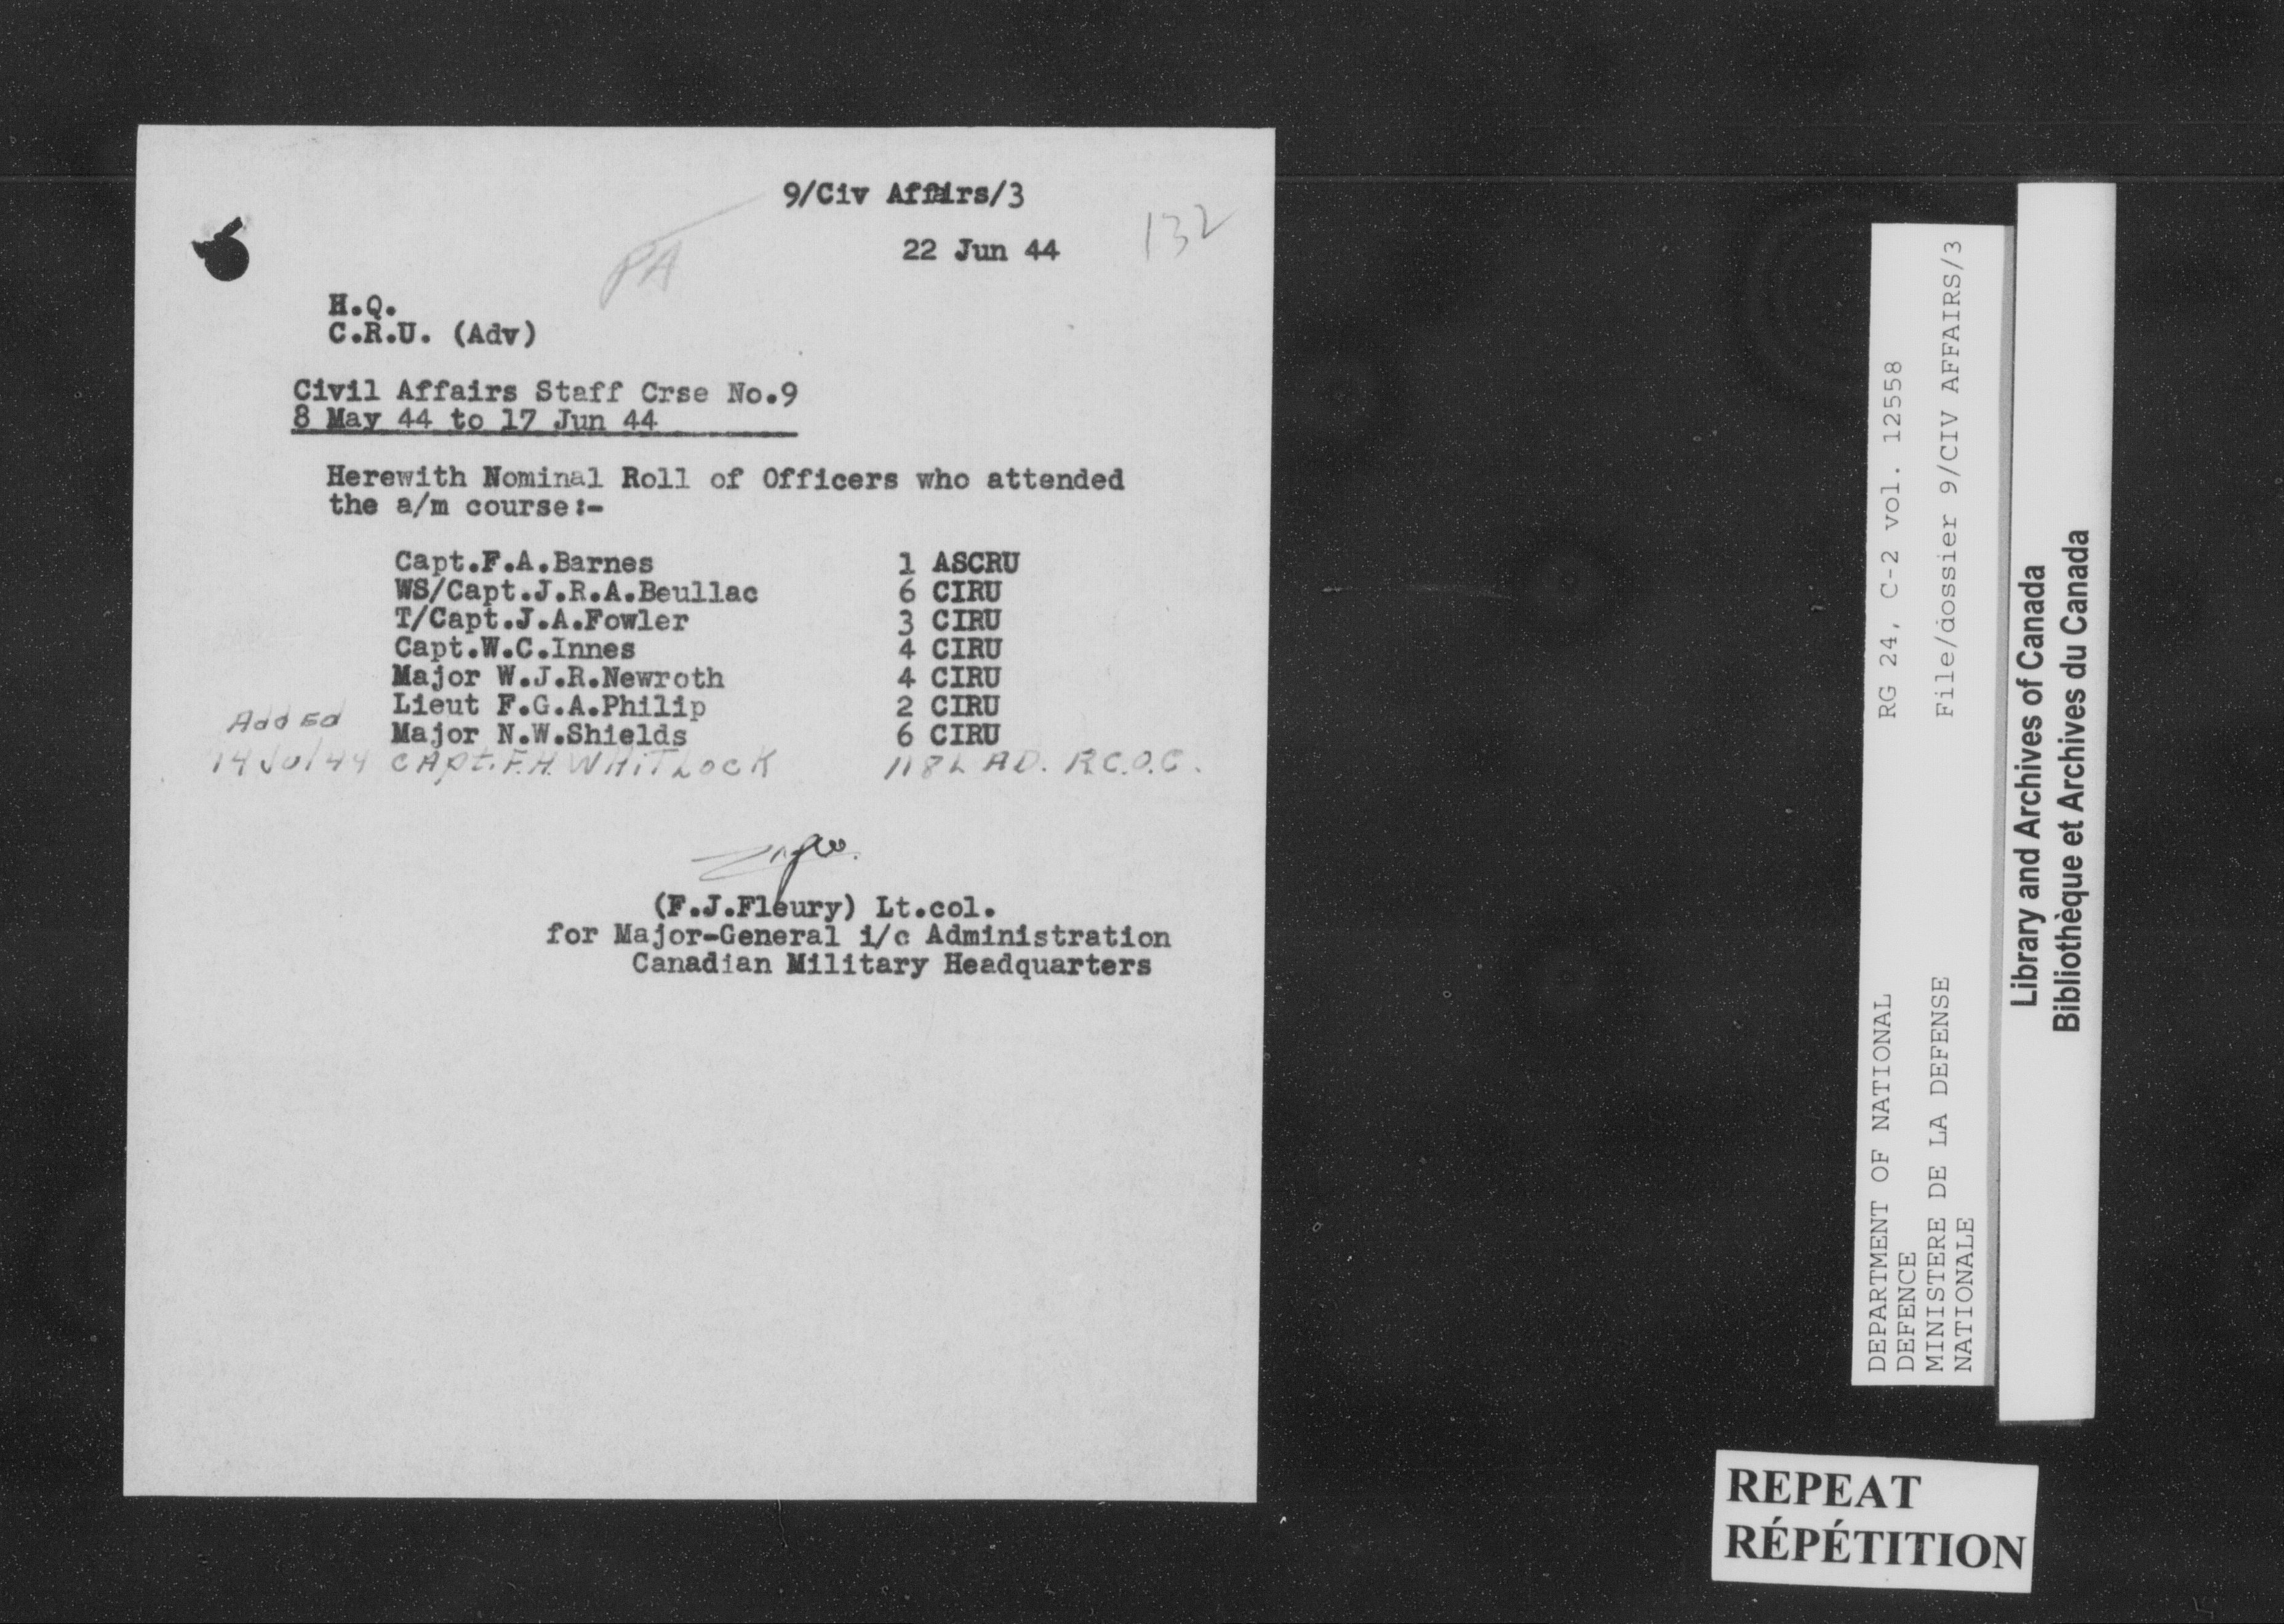 9/Civ Affairs/3
132
22 Jun 44
PA
H.Q.
C.R.U. (Adv)
Civil Affairs Staff Crse No.9
8 May 44 to 17 Jun 44
Herewith Nominal Roll of Officers who attended
the a/m course:-
Capt.F.A.Barnes 1 ASCRU
WS/Capt.J.R.A.Beullac 6 CIRU
T/Capt.J.A.Fowler 3 CIRU
Capt.W.C.Innes 4 CIRU
Major W.J.R.Newroth 4 CIRU
Lieut F.G.A.Philip 2 CIRU
Added
Major N.W.Shields 6 CIRU
14 Jul 44 CAPT. F.H. WHITLOCK 118 L AD. R.C.O.C.
(F.J.Fleury) Lt.col.
for Major-General i/c Administration
Canadian Military Headquarters
DEPARTMENT OF NATIONAL
DEFENCE
MINISTERE DE LA DEFENSE
NATIONALE
RG 24, C-2 vol. 12558
File/dossier 9/CIV AFFAIRS/3
Library and Archives of Canada
Bibliothèque et Archives du Canada
REPEAT
RÉPÉTITION